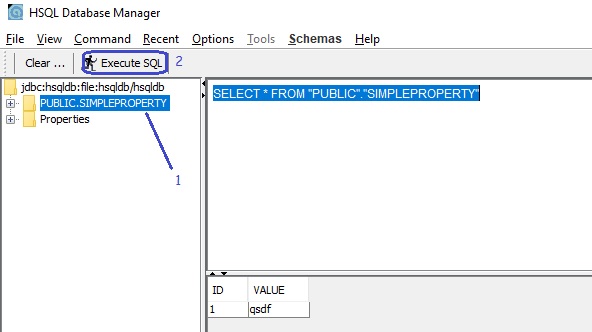 HSQL Database Manager
File View Command Recent Options Tools Schemas Help
Clear ... Execute SQL 2
jdbc:hsqldb:file:hsqldb/hsqldb
PUBLIC.SIMPLEPROPERTY
Properties
1
SELECT * FROM "PUBLIC"."SIMPLEPROPERTY"
ID VALUE
1 qsdf